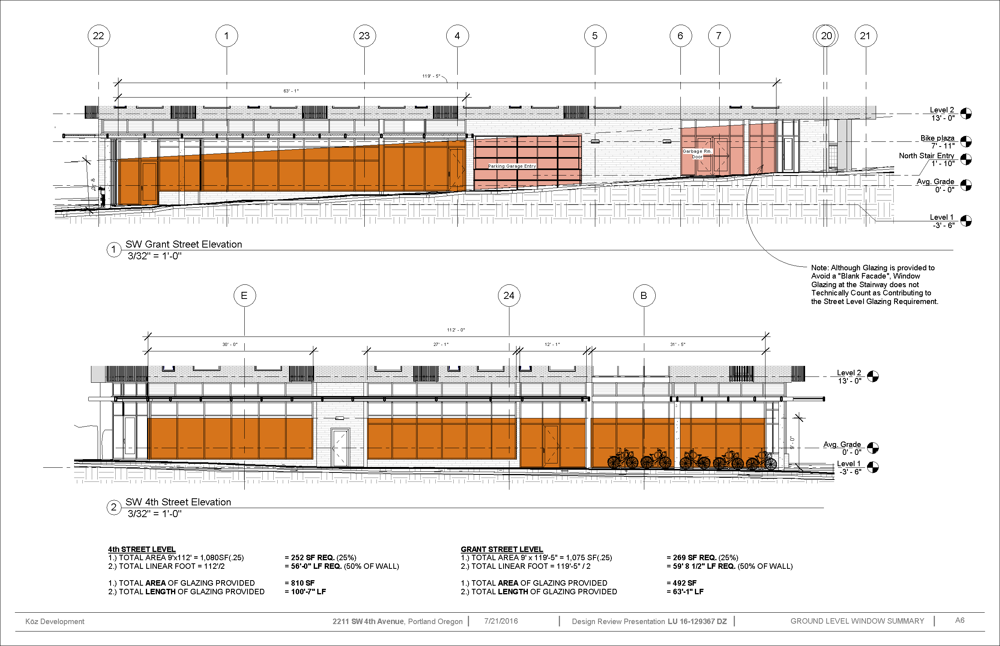 22
1
23
4
5
6
7
20
21
119' - 5"
63' - 1"
Level 2
13' - 0"
Bike plaza
7' - 11"
North Stair Entry
1' - 10"
Avg. Grade
0' - 0"
Level 1
-3' - 6"
Garbage Rm.
Door
Parking Garage Entry
9' - 0"
1
SW Grant Street Elevation
3/32" = 1'-0"
Note: Although Glazing is provided to
Avoid a "Blank Facade", Window
Glazing at the Stairway does not
Technically Count as Contributing to
the Street Level Glazing Requirement.
E
24
B
112' - 0"
30' - 0"
27' - 1"
12' - 1"
31' - 5"
Level 2
13' - 0"
9' - 0"
Avg. Grade
0' - 0"
Level 1
-3' - 6"
2
SW 4th Street Elevation
3/32" = 1'-0"
4th STREET LEVEL
1.) TOTAL AREA 9'x112' = 1,080SF(.25) = 252 SF REQ. (25%)
2.) TOTAL LINEAR FOOT = 112'/2 = 56'-0" LF REQ. (50% OF WALL)
1.) TOTAL AREA OF GLAZING PROVIDED = 810 SF
2.) TOTAL LENGTH OF GLAZING PROVIDED = 100'-7" LF
GRANT STREET LEVEL
1.) TOTAL AREA 9' x 119'-5" = 1,075 SF(.25) = 269 SF REQ. (25%)
2.) TOTAL LINEAR FOOT = 119'-5" / 2 = 59' 8 1/2" LF REQ. (50% OF WALL)
1.) TOTAL AREA OF GLAZING PROVIDED = 492 SF
2.) TOTAL LENGTH OF GLAZING PROVIDED = 63'-1" LF
Köz Development
2211 SW 4th Avenue, Portland Oregon
7/21/2016
Design Review Presentation LU 16-129367 DZ
GROUND LEVEL WINDOW SUMMARY
A6